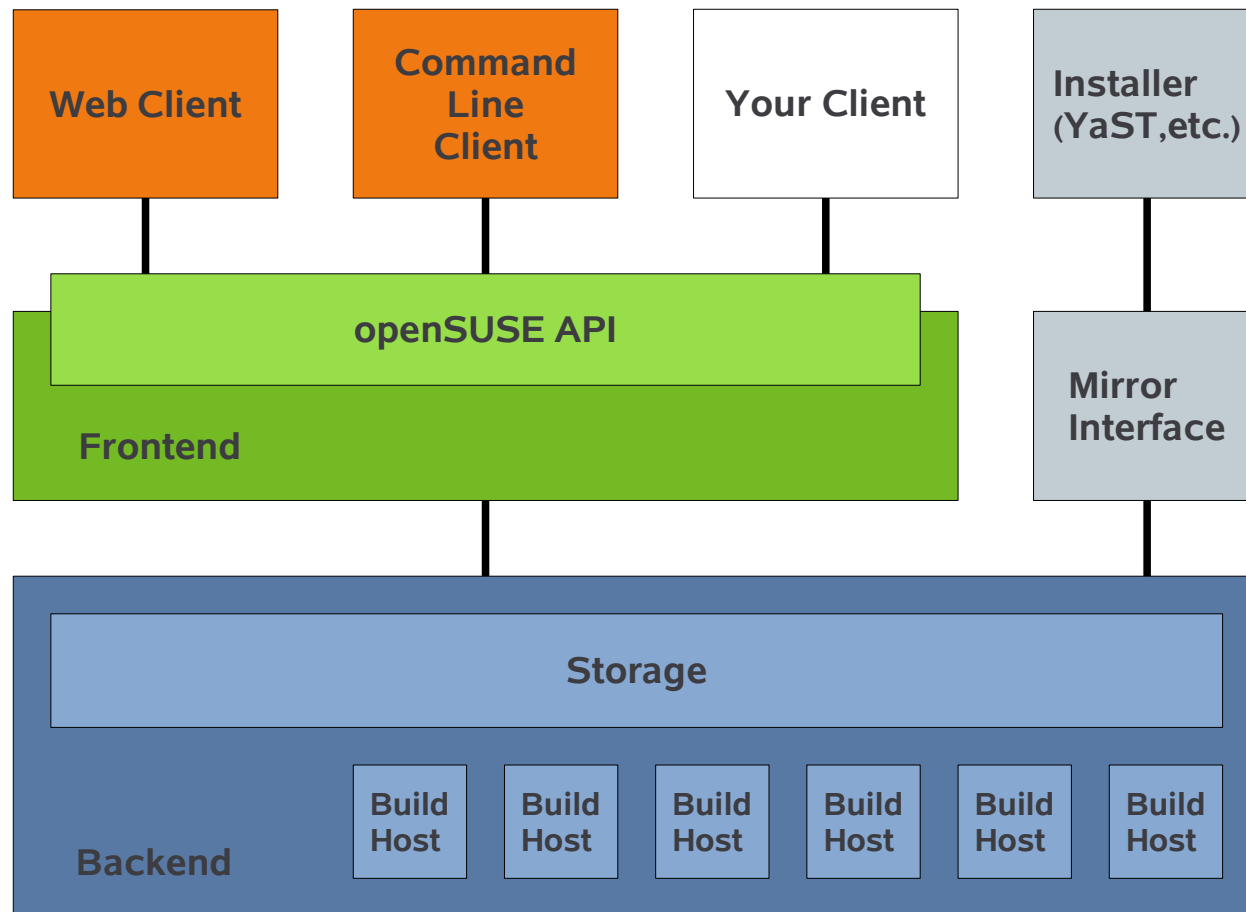 Web Client
Command
Line
Client
Your Client
Installer
(YaST,etc.)
openSUSE API
Frontend
Mirror
Interface
Storage
Build
Host
Build
Host
Build
Host
Build
Host
Build
Host
Build
Host
Backend